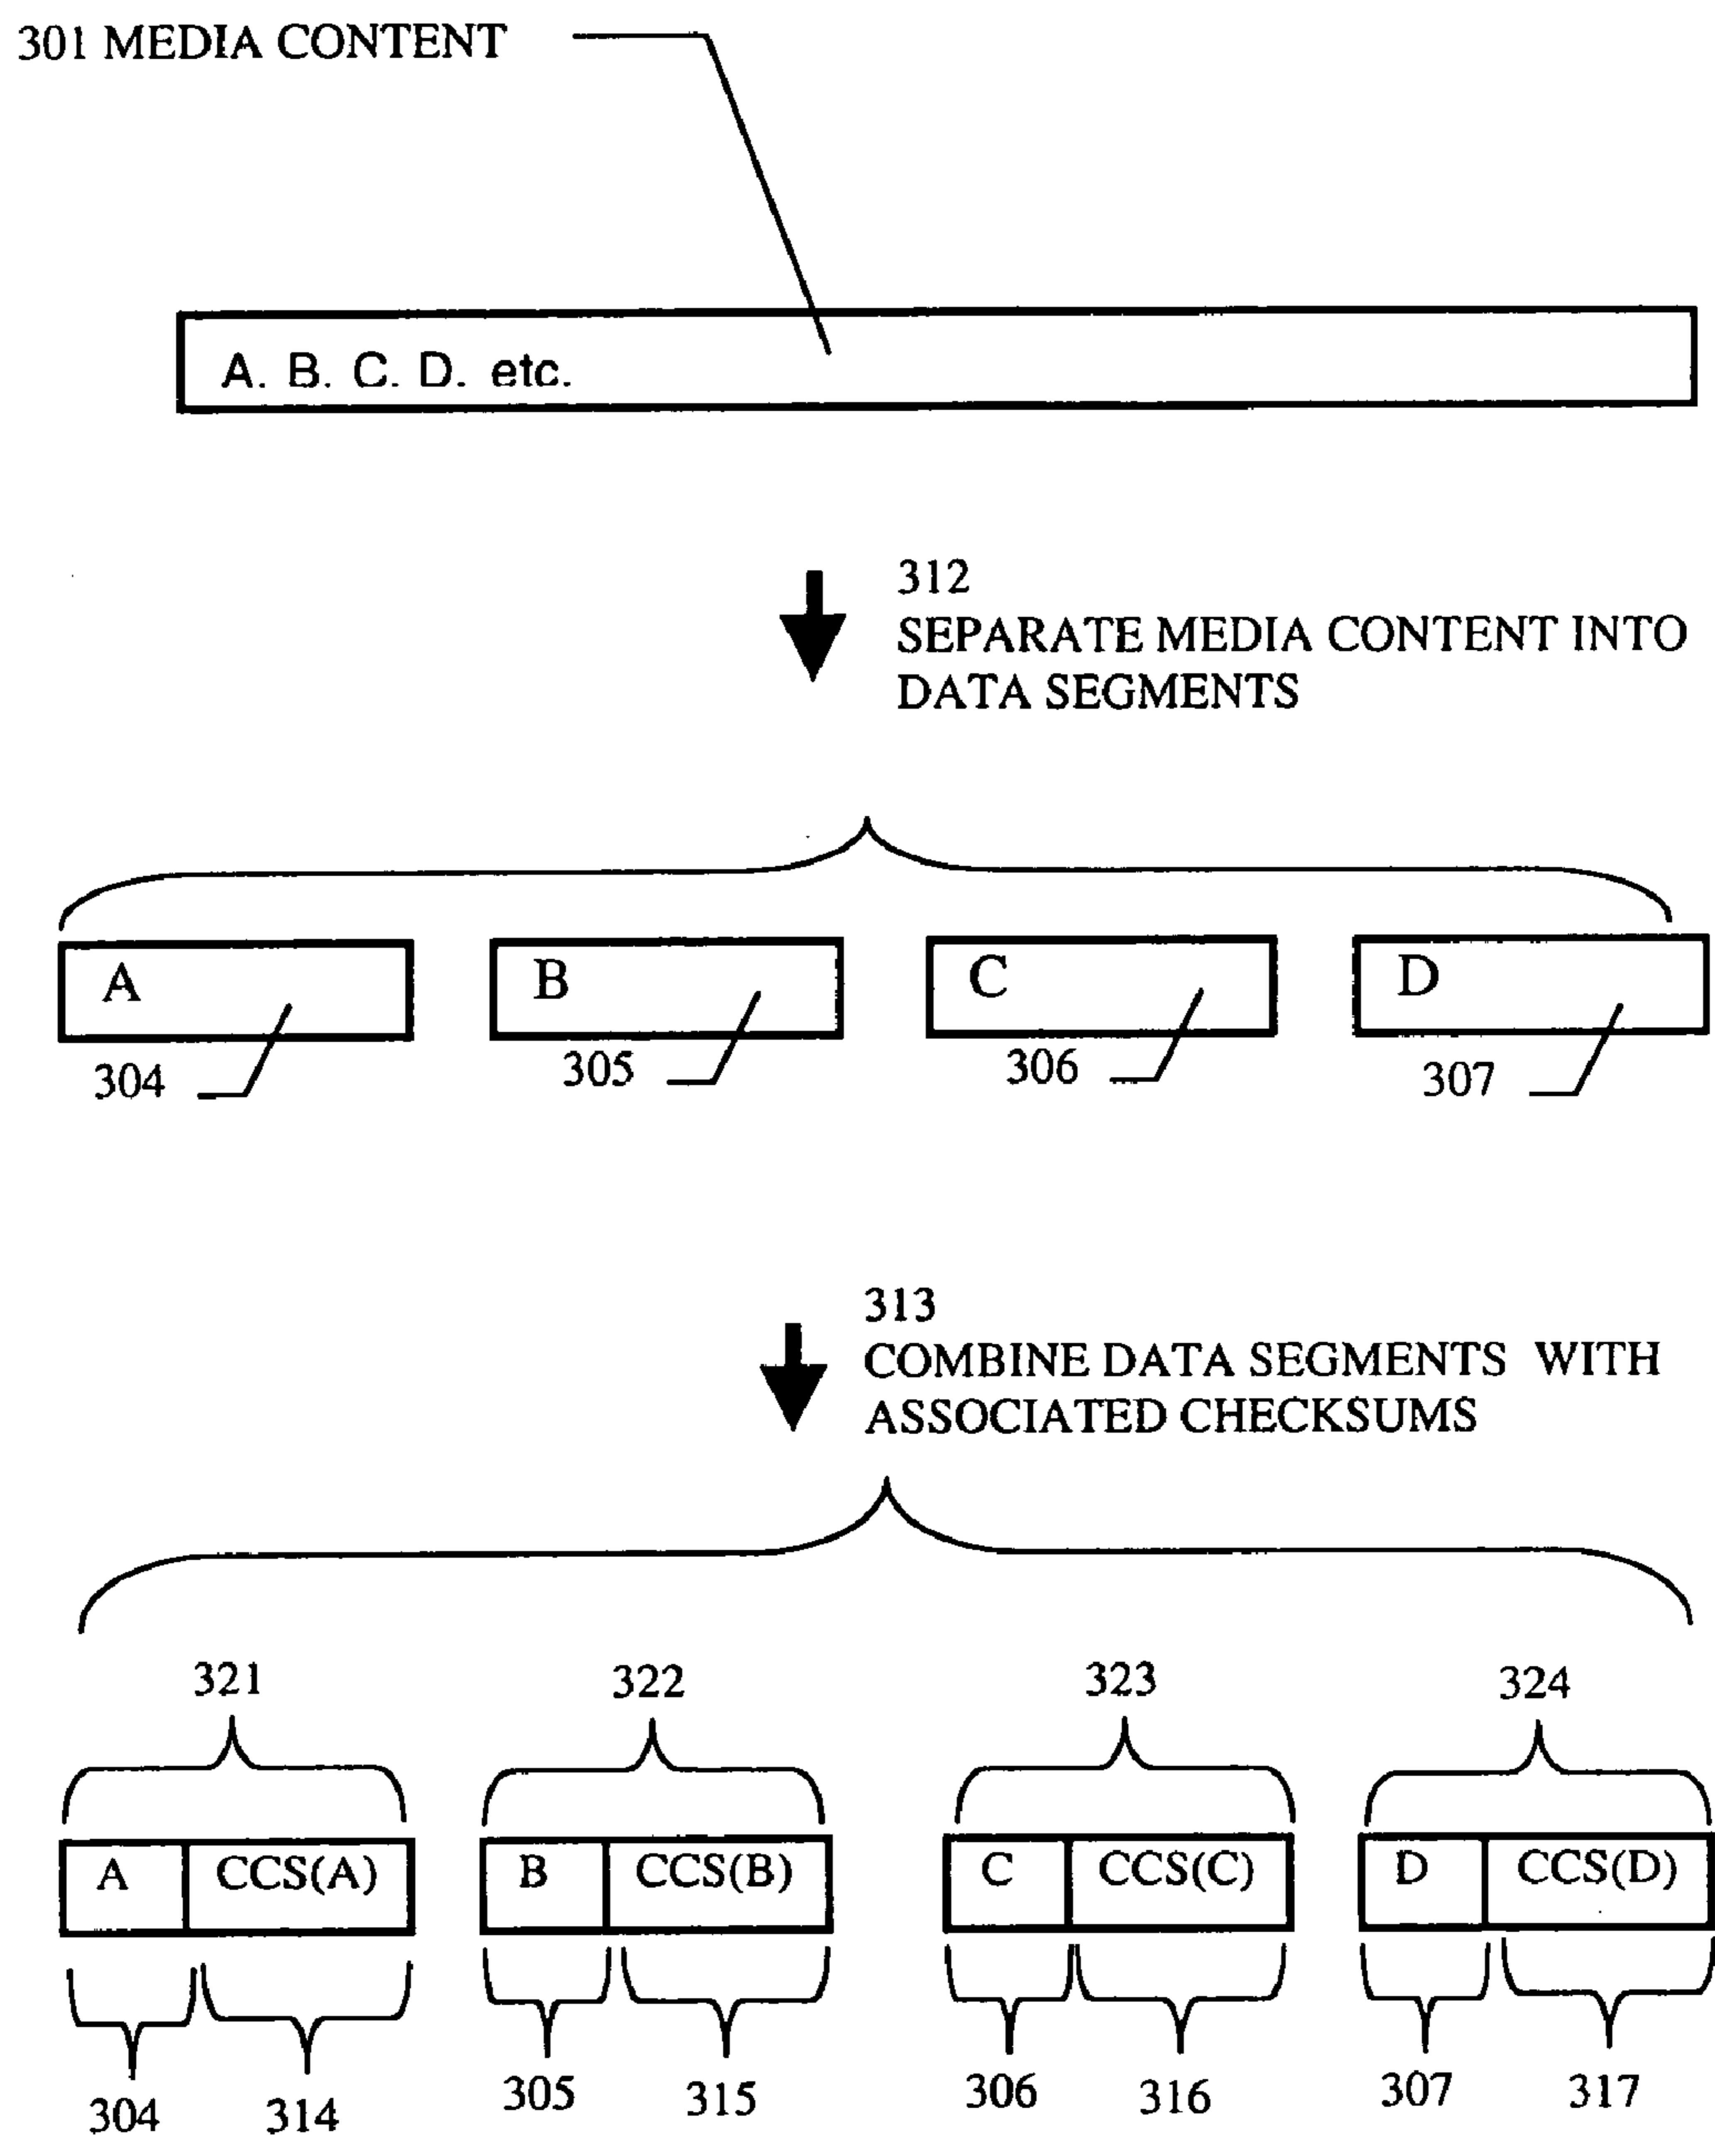 301 MEDIA CONTENT
A. B. C. D. etc.
312
SEPARATE MEDIA CONTENT INTO
DATA SEGMENTS
A B C D
304 305 306 307
313
COMBINE DATA SEGMENTS WITH
ASSOCIATED CHECKSUMS
321 322 323 324
A CCS(A) B CCS(B) C CCS(C) D CCS(D)
304 314 305 315 306 316 307 317